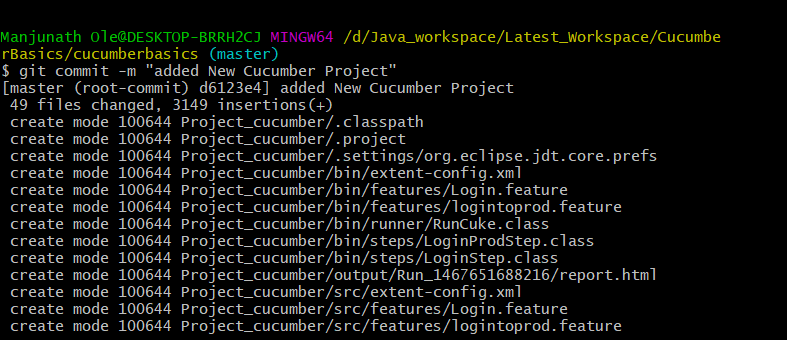 Manjunath Ole@DESKTOP-BRRH2CJ MINGW64 /d/Java_workspace/Latest_Workspace/Cucumbe
rBasics/cucumberbasics (master)
$ git commit -m "added New Cucumber Project"
[master (root-commit) d6123e4] added New Cucumber Project
 49 files changed, 3149 insertions(+)
 create mode 100644 Project_cucumber/.classpath
 create mode 100644 Project_cucumber/.project
 create mode 100644 Project_cucumber/.settings/org.eclipse.jdt.core.prefs
 create mode 100644 Project_cucumber/bin/extent-config.xml
 create mode 100644 Project_cucumber/bin/features/Login.feature
 create mode 100644 Project_cucumber/bin/features/logintoprod.feature
 create mode 100644 Project_cucumber/bin/runner/RunCuke.class
 create mode 100644 Project_cucumber/bin/steps/LoginProdStep.class
 create mode 100644 Project_cucumber/bin/steps/LoginStep.class
 create mode 100644 Project_cucumber/output/Run_1467651688216/report.html
 create mode 100644 Project_cucumber/src/extent-config.xml
 create mode 100644 Project_cucumber/src/features/Login.feature
 create mode 100644 Project_cucumber/src/features/logintoprod.feature